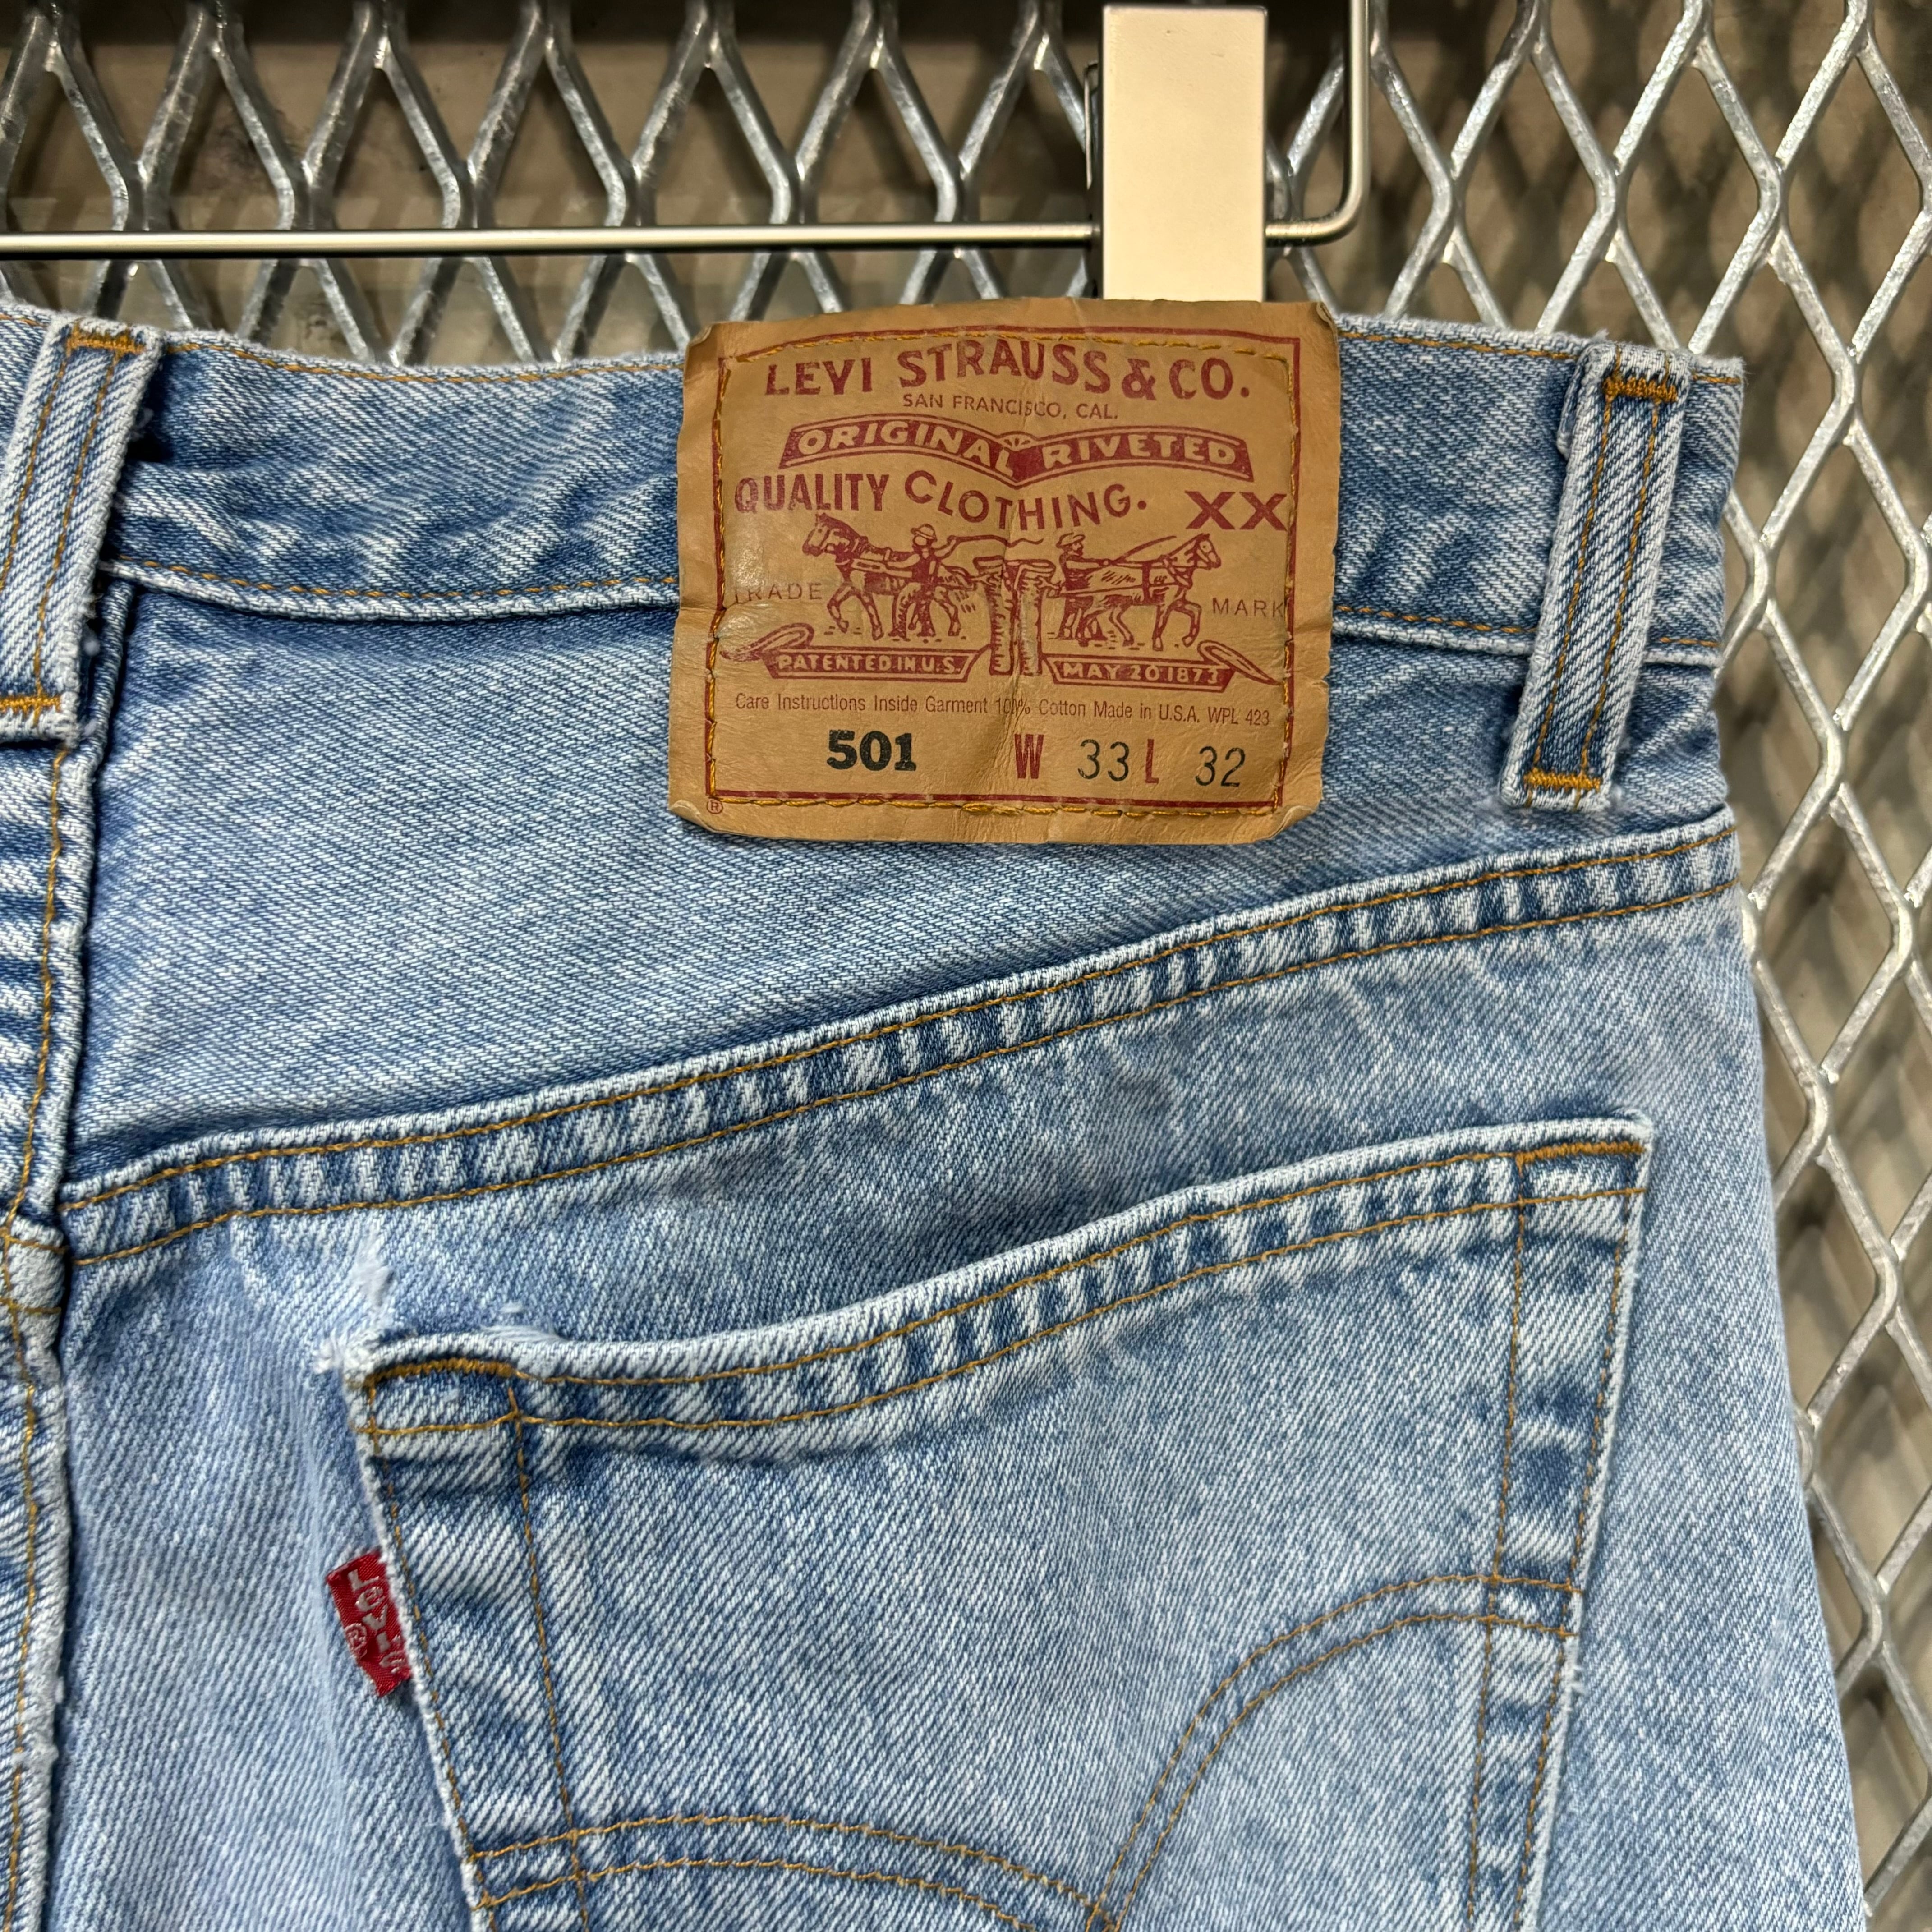 LEVI STRAUSS & CO.
SAN FRANCISCO, CAL.
ORIGINAL RIVETED
QUALITY CLOTHING. XX
TRADE MARK
PATENTED IN U.S. MAY 20 1873
Care Instructions Inside Garment 100% Cotton Made in U.S.A. WPL 423
501 W 33 L 32
®
LEVI'S
®